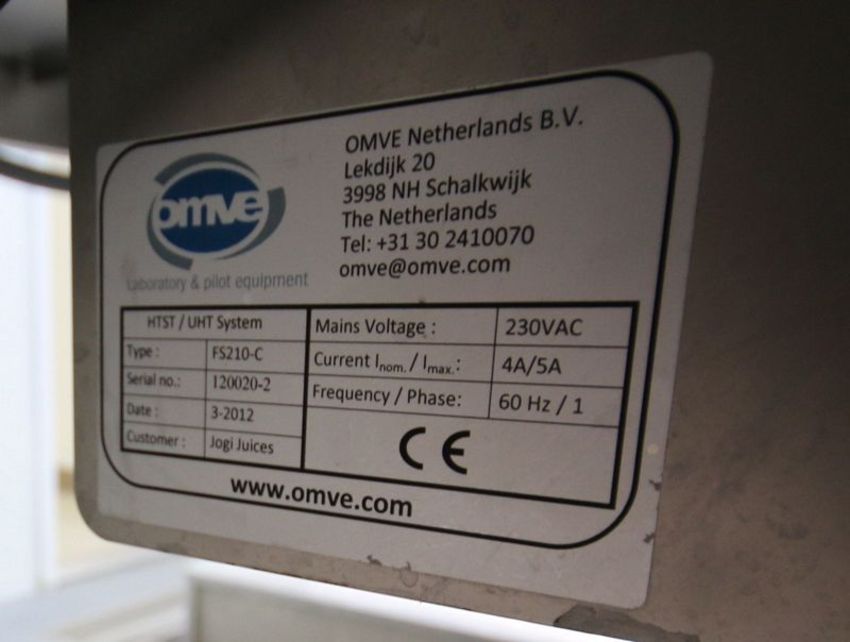 omve
Laboratory & pilot equipment
OMVE Netherlands B.V.
Lekdijk 20
3998 NH Schalkwijk
The Netherlands
Tel: +31 30 2410070
omve@omve.com
HTST / UHT System
Type : FS210-C
Serial no.: 120020-2
Date : 3-2012
Customer : Jogi Juices
Mains Voltage : 230VAC
Current Inom. / Imax.: 4A/5A
Frequency / Phase: 60 Hz / 1
CE
www.omve.com